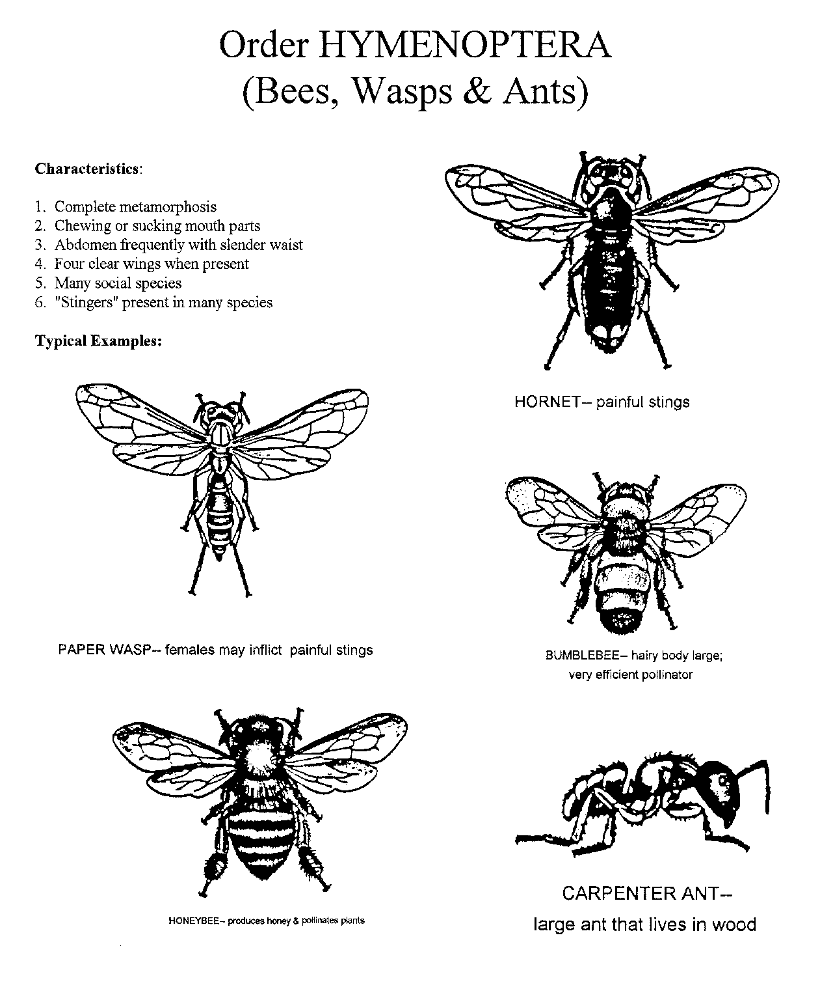 Order HYMENOPTERA
(Bees, Wasps & Ants)
Characteristics:
1. Complete metamorphosis
2. Chewing or sucking mouth parts
3. Abdomen frequently with slender waist
4. Four clear wings when present
5. Many social species
6. "Stingers" present in many species
Typical Examples:
HORNET-- painful stings
PAPER WASP-- females may inflict painful stings
BUMBLEBEE-- hairy body large;
very efficient pollinator
HONEYBEE-- produces honey & pollinates plants
CARPENTER ANT--
large ant that lives in wood